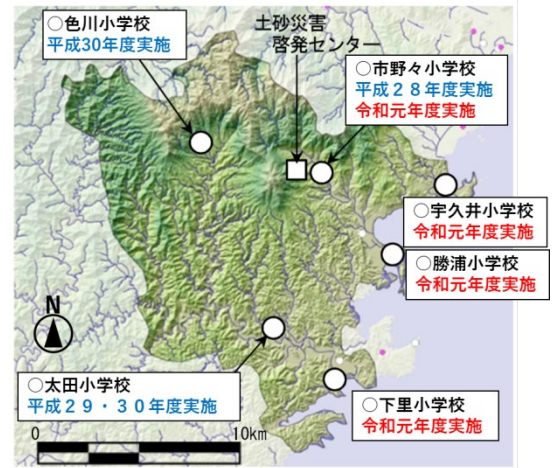 ○色川小学校
平成30年度実施
土砂災害
啓発センター
○市野々小学校
平成２８年度実施
令和元年度実施
○宇久井小学校
令和元年度実施
○勝浦小学校
令和元年度実施
N
○太田小学校
平成２９・３０年度実施
○下里小学校
令和元年度実施
0 10km